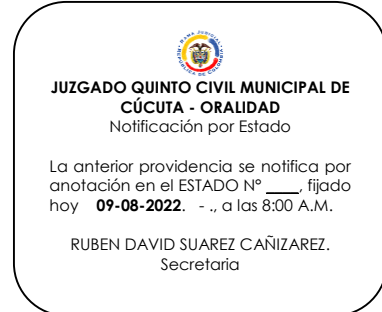 JUZGADO QUINTO CIVIL MUNICIPAL DE
CÚCUTA - ORALIDAD
Notificación por Estado
La anterior providencia se notifica por
anotación en el ESTADO N° ____, fijado
hoy 09-08-2022. - ., a las 8:00 A.M.
RUBEN DAVID SUAREZ CAÑIZAREZ.
Secretaria